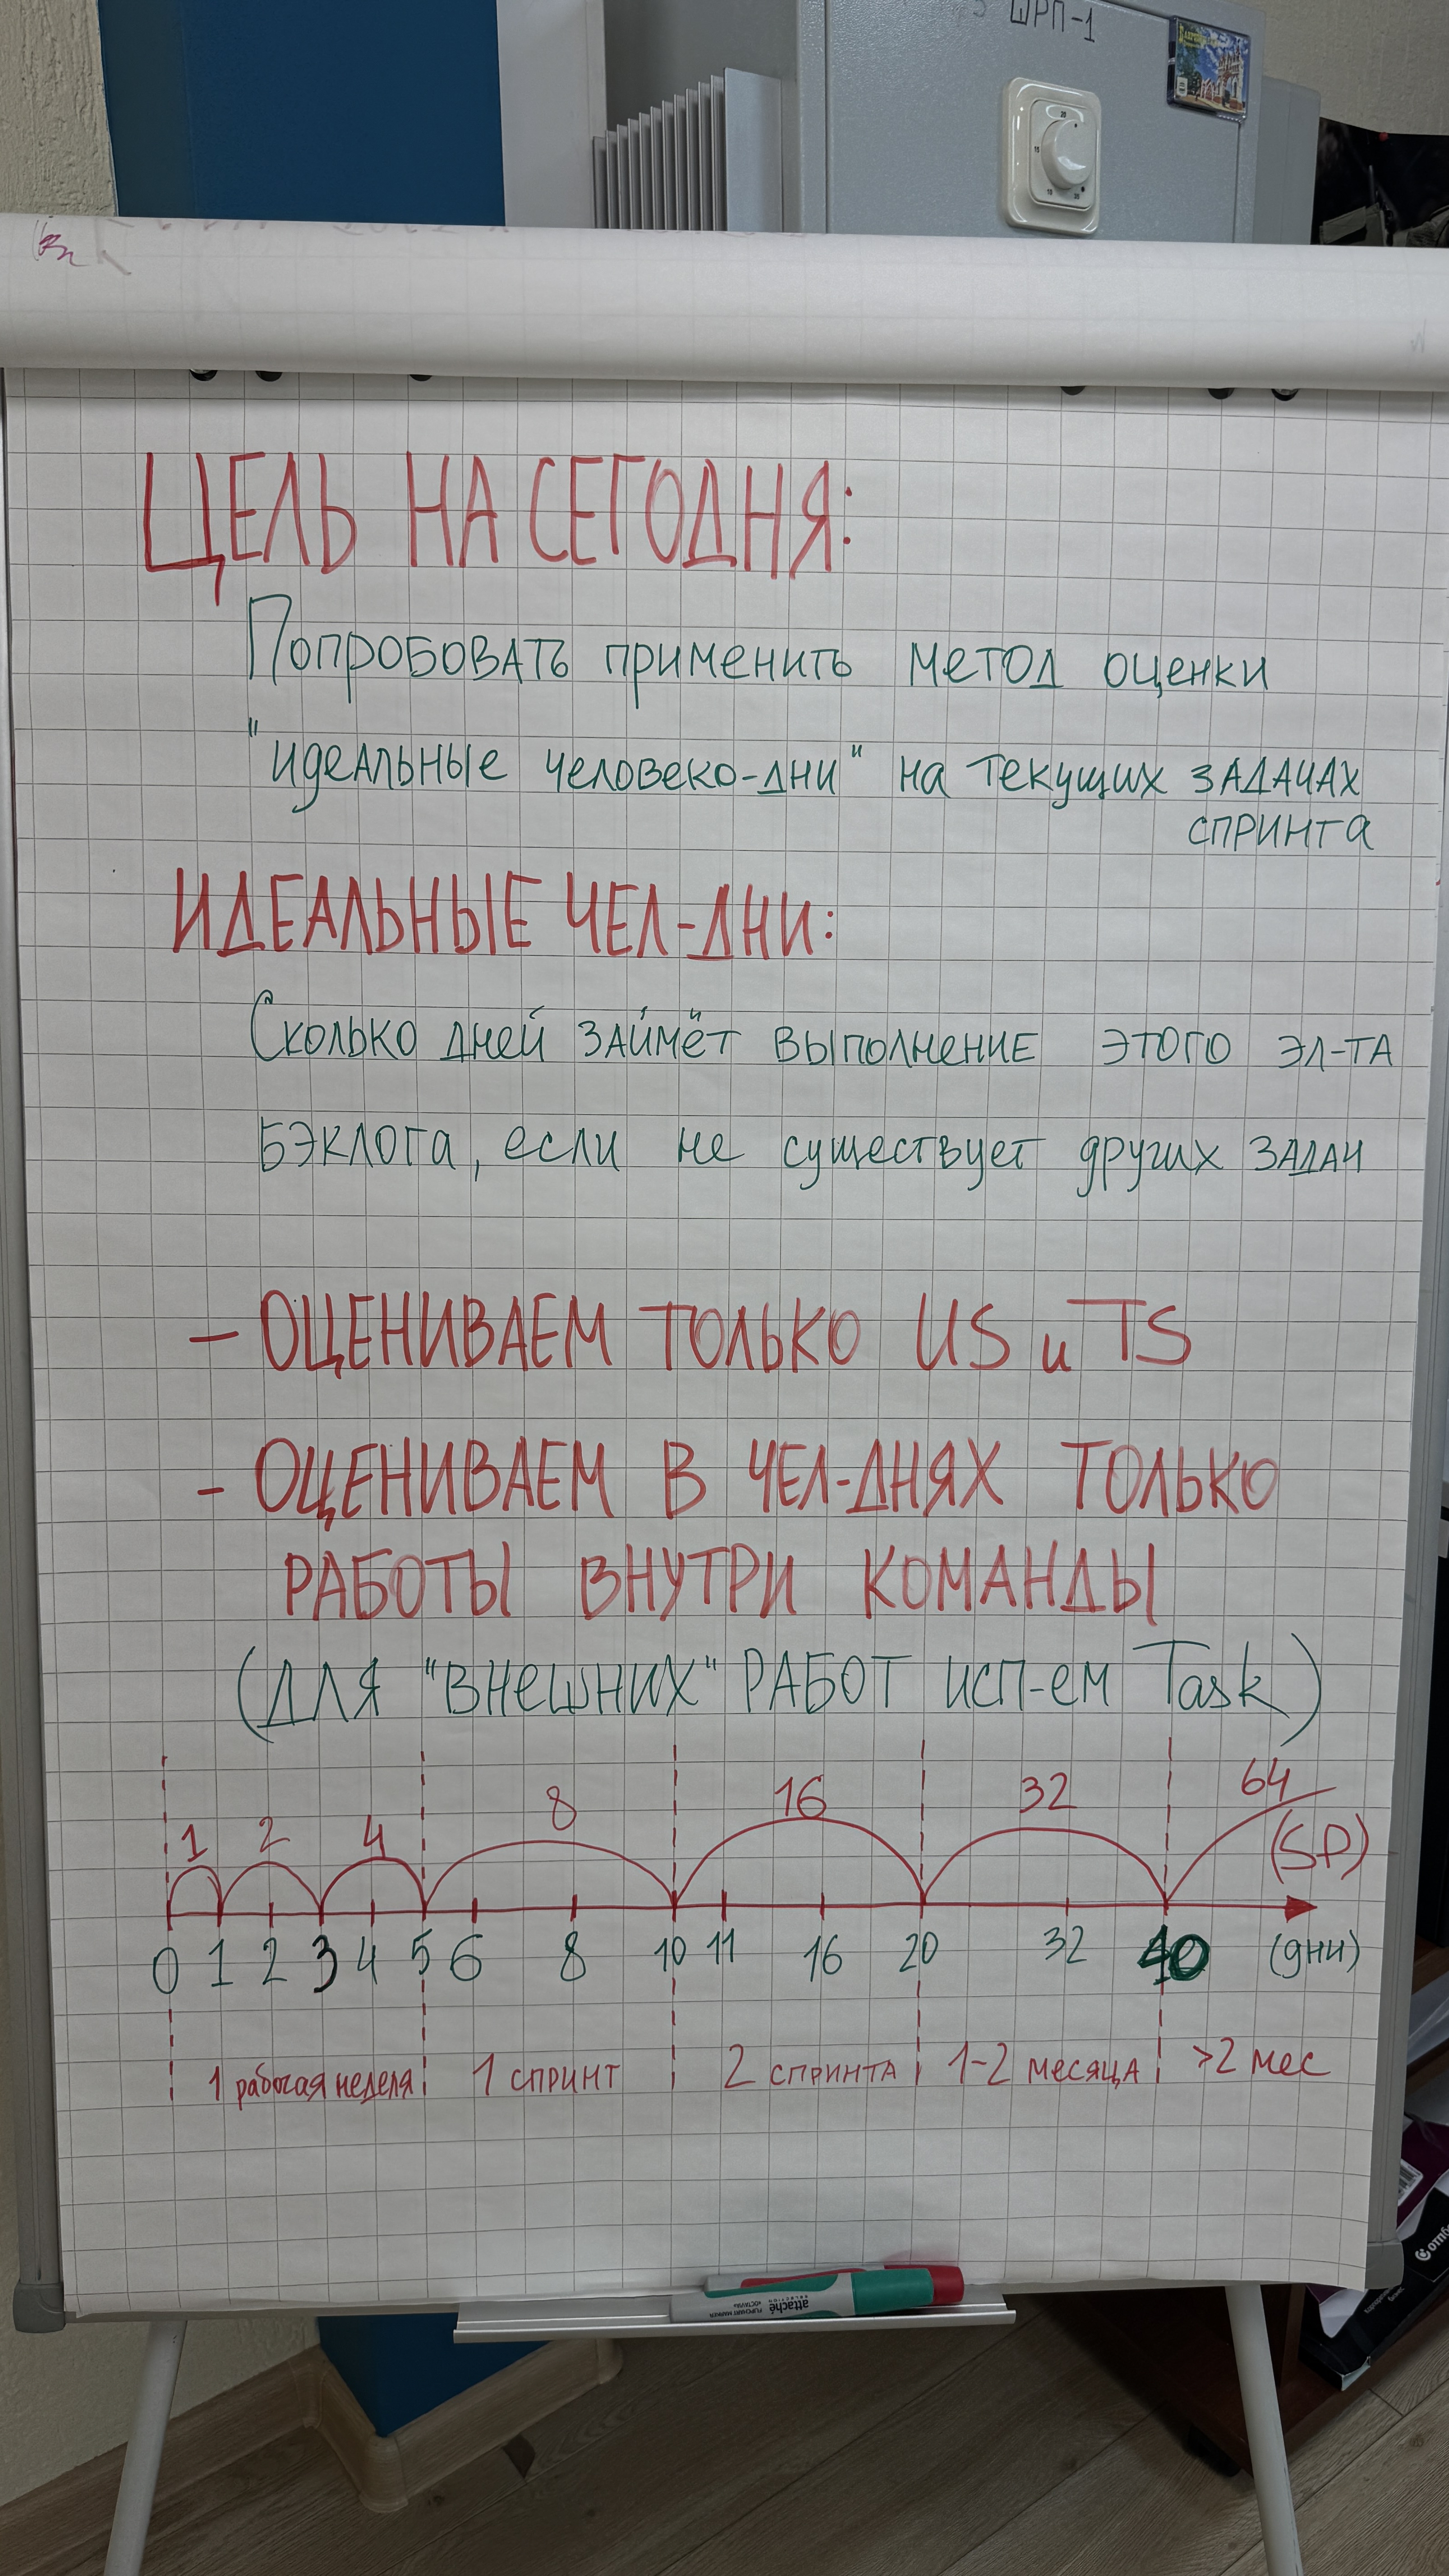 ШРП-1
ЦЕЛЬ НА СЕГОДНЯ:
ПОПРОБОВАТЬ применить метод оценки
"идеальные человеко-дни" на текущих ЗАДАЧАХ
СПРИНТА
ИДЕАЛЬНЫЕ ЧЕЛ-ДНИ:
Сколько дней займёт выполнение этого эл-та
бэклога, если не существует других задач
- ОЦЕНИВАЕМ ТОЛЬКО US и TS
- ОЦЕНИВАЕМ В ЧЕЛ-ДНЯХ ТОЛЬКО
РАБОТЫ ВНУТРИ КОМАНДЫ
(ДЛЯ "ВНЕШНИХ" РАБОТ исп-ем Task)
1 2 4 8 16 32 64
(SP)
0 1 2 3 4 5 6 8 10 11 16 20 32 40 (дни)
1 рабочая неделя 1 спринт 2 спринта 1-2 месяца >2 мес
attaché
SELECTION